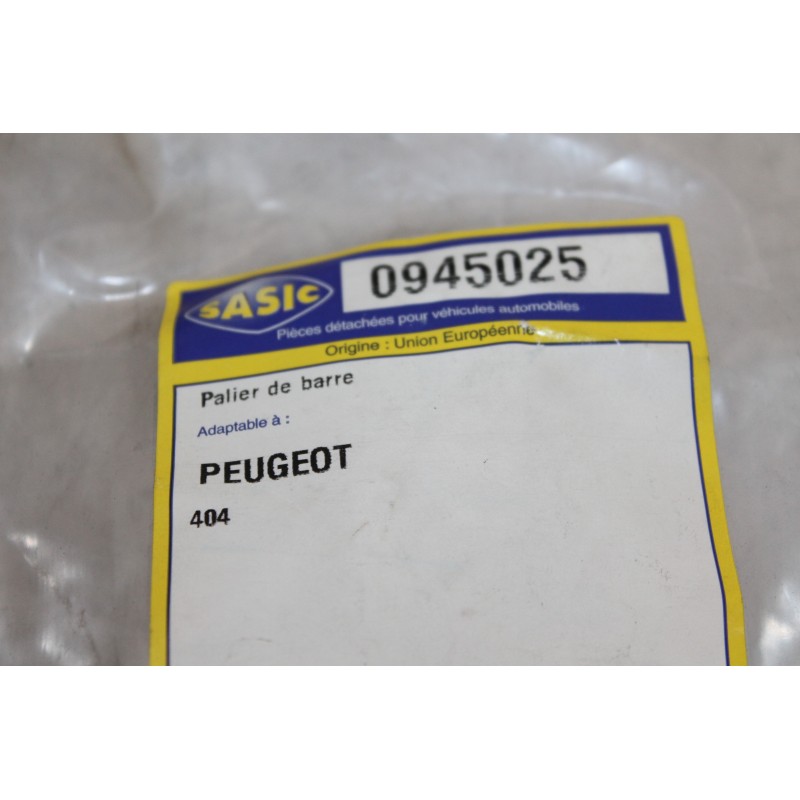 SASIC
0945025
Pièces détachées pour véhicules automobiles
Origine : Union Européenne
Palier de barre
Adaptable à :
PEUGEOT
404